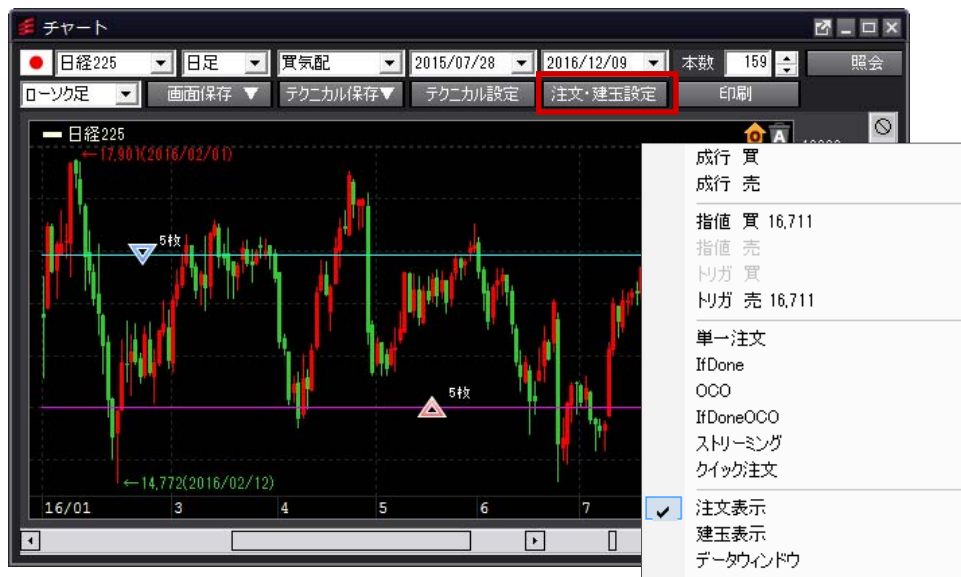 チャート
日経225 日足 買気配 2015/07/28 2016/12/09 本数 159 照会
ローソク足 画面保存 ▼ テクニカル保存▼ テクニカル設定 注文・建玉設定 印刷
日経225
A
←17,901(2016/02/01)
5枚
5枚
←14,772(2016/02/12)
16/01 3 4 5 6 7
成行 買
成行 売
指値 買 16,711
指値 売
トリガ 買
トリガ 売 16,711
単一注文
IfDone
OCO
IfDoneOCO
ストリーミング
クイック注文
注文表示
建玉表示
データウィンドウ